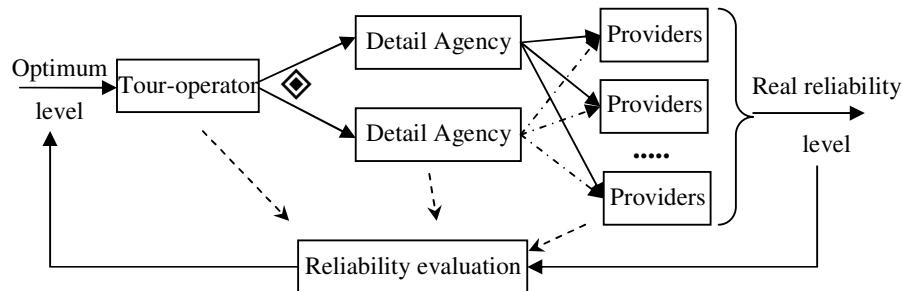 Optimum
level
Tour-operator
Detail Agency
Detail Agency
Providers
Providers
.....
Providers
Real reliability
level
Reliability evaluation